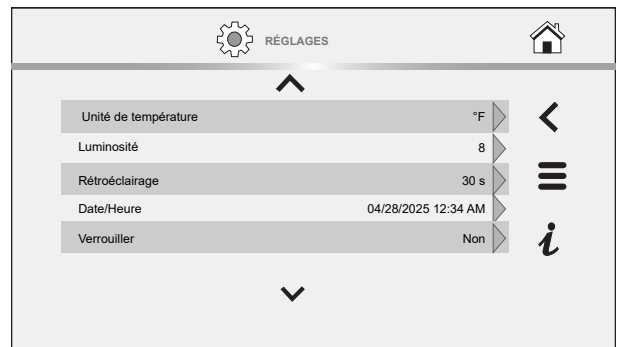 RÉGLAGES
Unité de température °F
Luminosité 8
Rétroéclairage 30 s
Date/Heure 04/28/2025 12:34 AM
Verrouiller Non
i